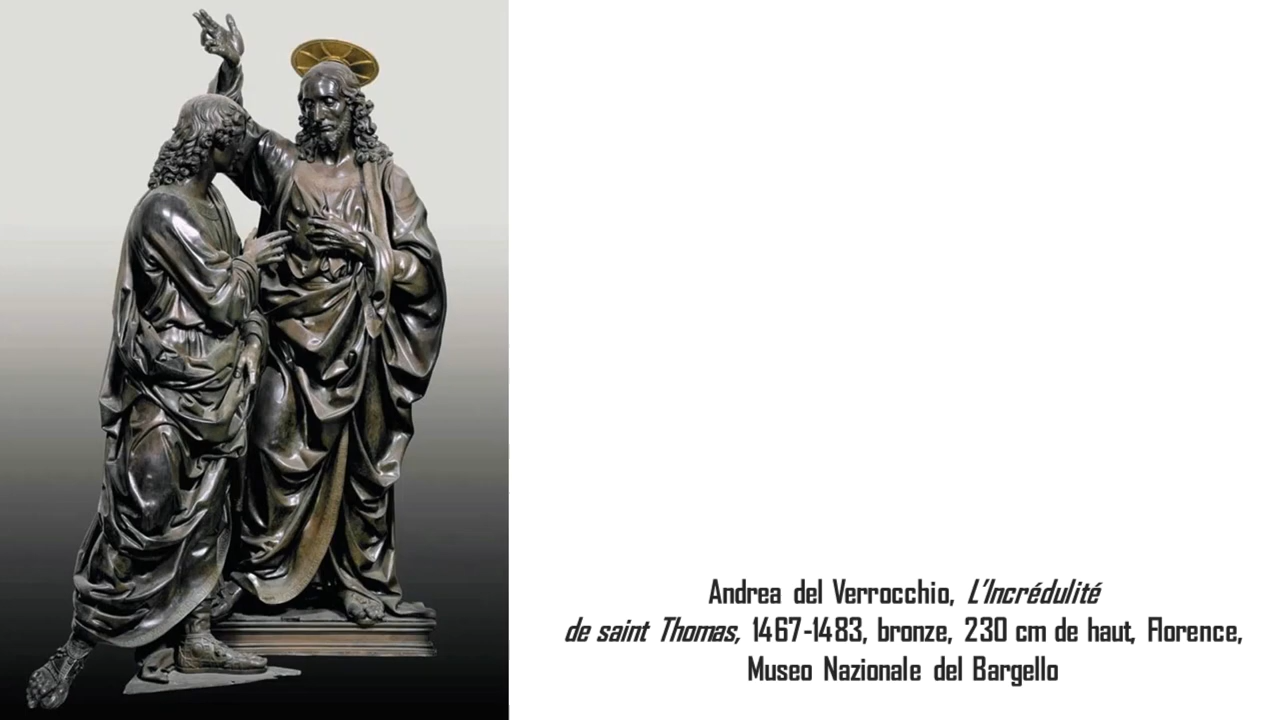 Andrea del Verrocchio, L'Incrédulité
de saint Thomas, 1467-1483, bronze, 230 cm de haut, Florence,
Museo Nazionale del Bargello